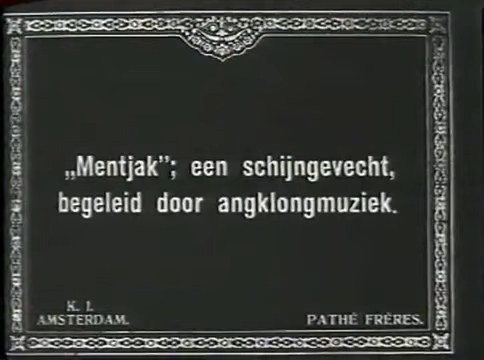 „Mentjak”; een schijngevecht,
begeleid door angklongmuziek.
K. I.
AMSTERDAM.
PATHÉ FRÈRES.